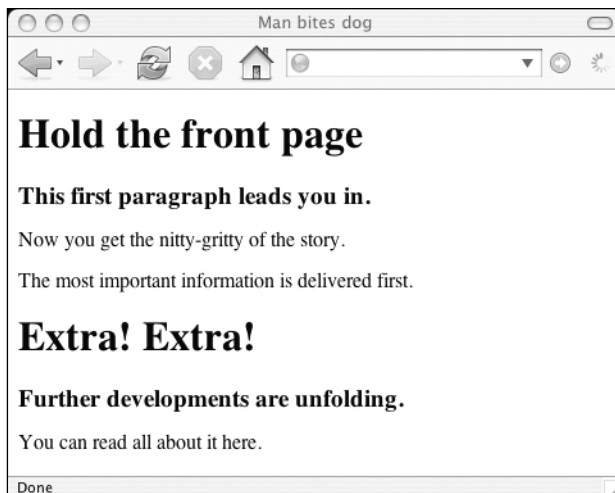 Man bites dog
Hold the front page
This first paragraph leads you in.
Now you get the nitty-gritty of the story.
The most important information is delivered first.
Extra! Extra!
Further developments are unfolding.
You can read all about it here.
Done